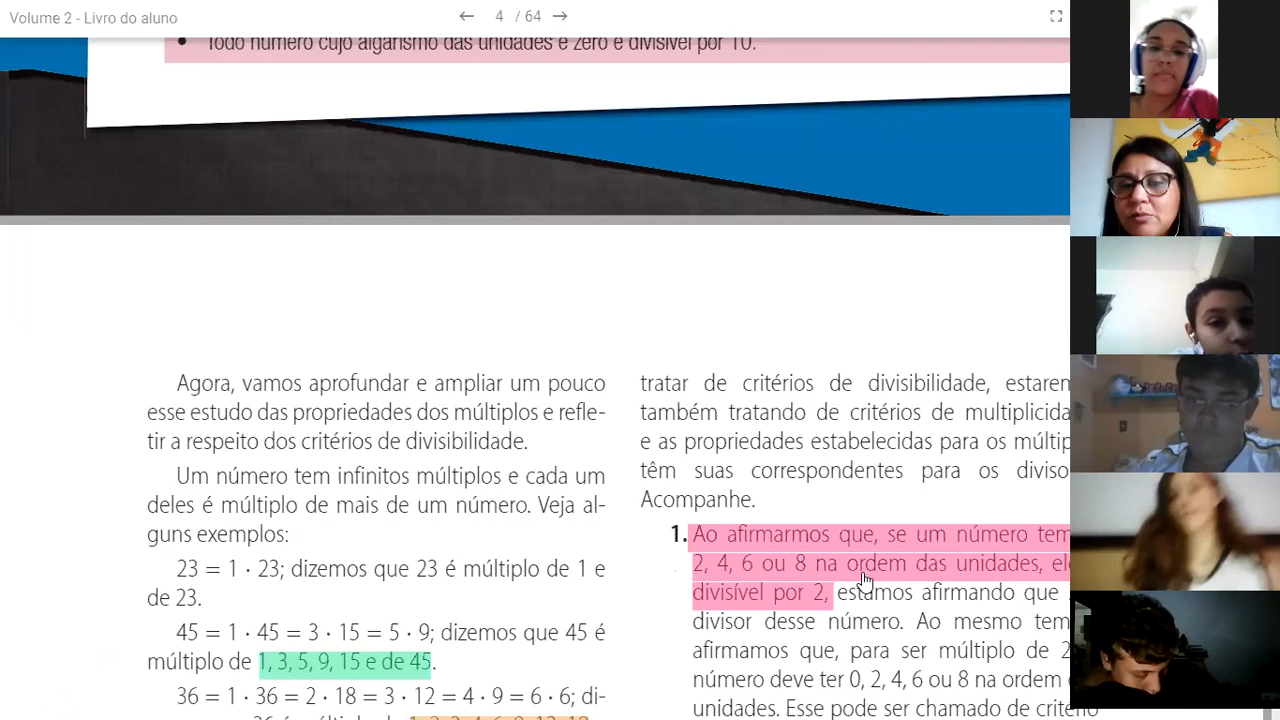 Volume 2 - Livro do aluno
4 / 64
• Todo número cujo algarismo das unidades é zero é divisível por 10.
Agora, vamos aprofundar e ampliar um pouco
esse estudo das propriedades dos múltiplos e refle-
tir a respeito dos critérios de divisibilidade.
Um número tem infinitos múltiplos e cada um
deles é múltiplo de mais de um número. Veja al-
guns exemplos:
23 = 1 · 23; dizemos que 23 é múltiplo de 1 e
de 23.
45 = 1 · 45 = 3 · 15 = 5 · 9; dizemos que 45 é
múltiplo de 1, 3, 5, 9, 15 e de 45.
36 = 1 · 36 = 2 · 18 = 3 · 12 = 4 · 9 = 6 · 6; di-
tratar de critérios de divisibilidade,
também tratando de critérios de
e as propriedades estabelecidas para os
têm suas correspondentes para os
Acompanhe.
1. Ao afirmarmos que, se um número tem
2, 4, 6 ou 8 na ordem das unidades,
divisível por 2, estamos afirmando que
divisor desse número. Ao mesmo
afirmamos que, para ser múltiplo de 2
número deve ter 0, 2, 4, 6 ou 8 na ordem
unidades. Esse pode ser chamado de critério